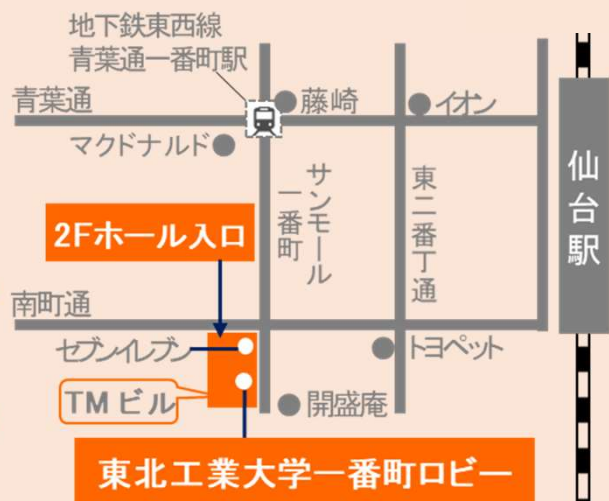 地下鉄東西線
青葉通一番町駅
青葉通
藤崎
イオン
マクドナルド
仙台駅
サンモール
一番町
東二番丁通
2Fホール入口
南町通
セブンイレブン
トヨペット
TMビル
開盛庵
東北工業大学一番町ロビー